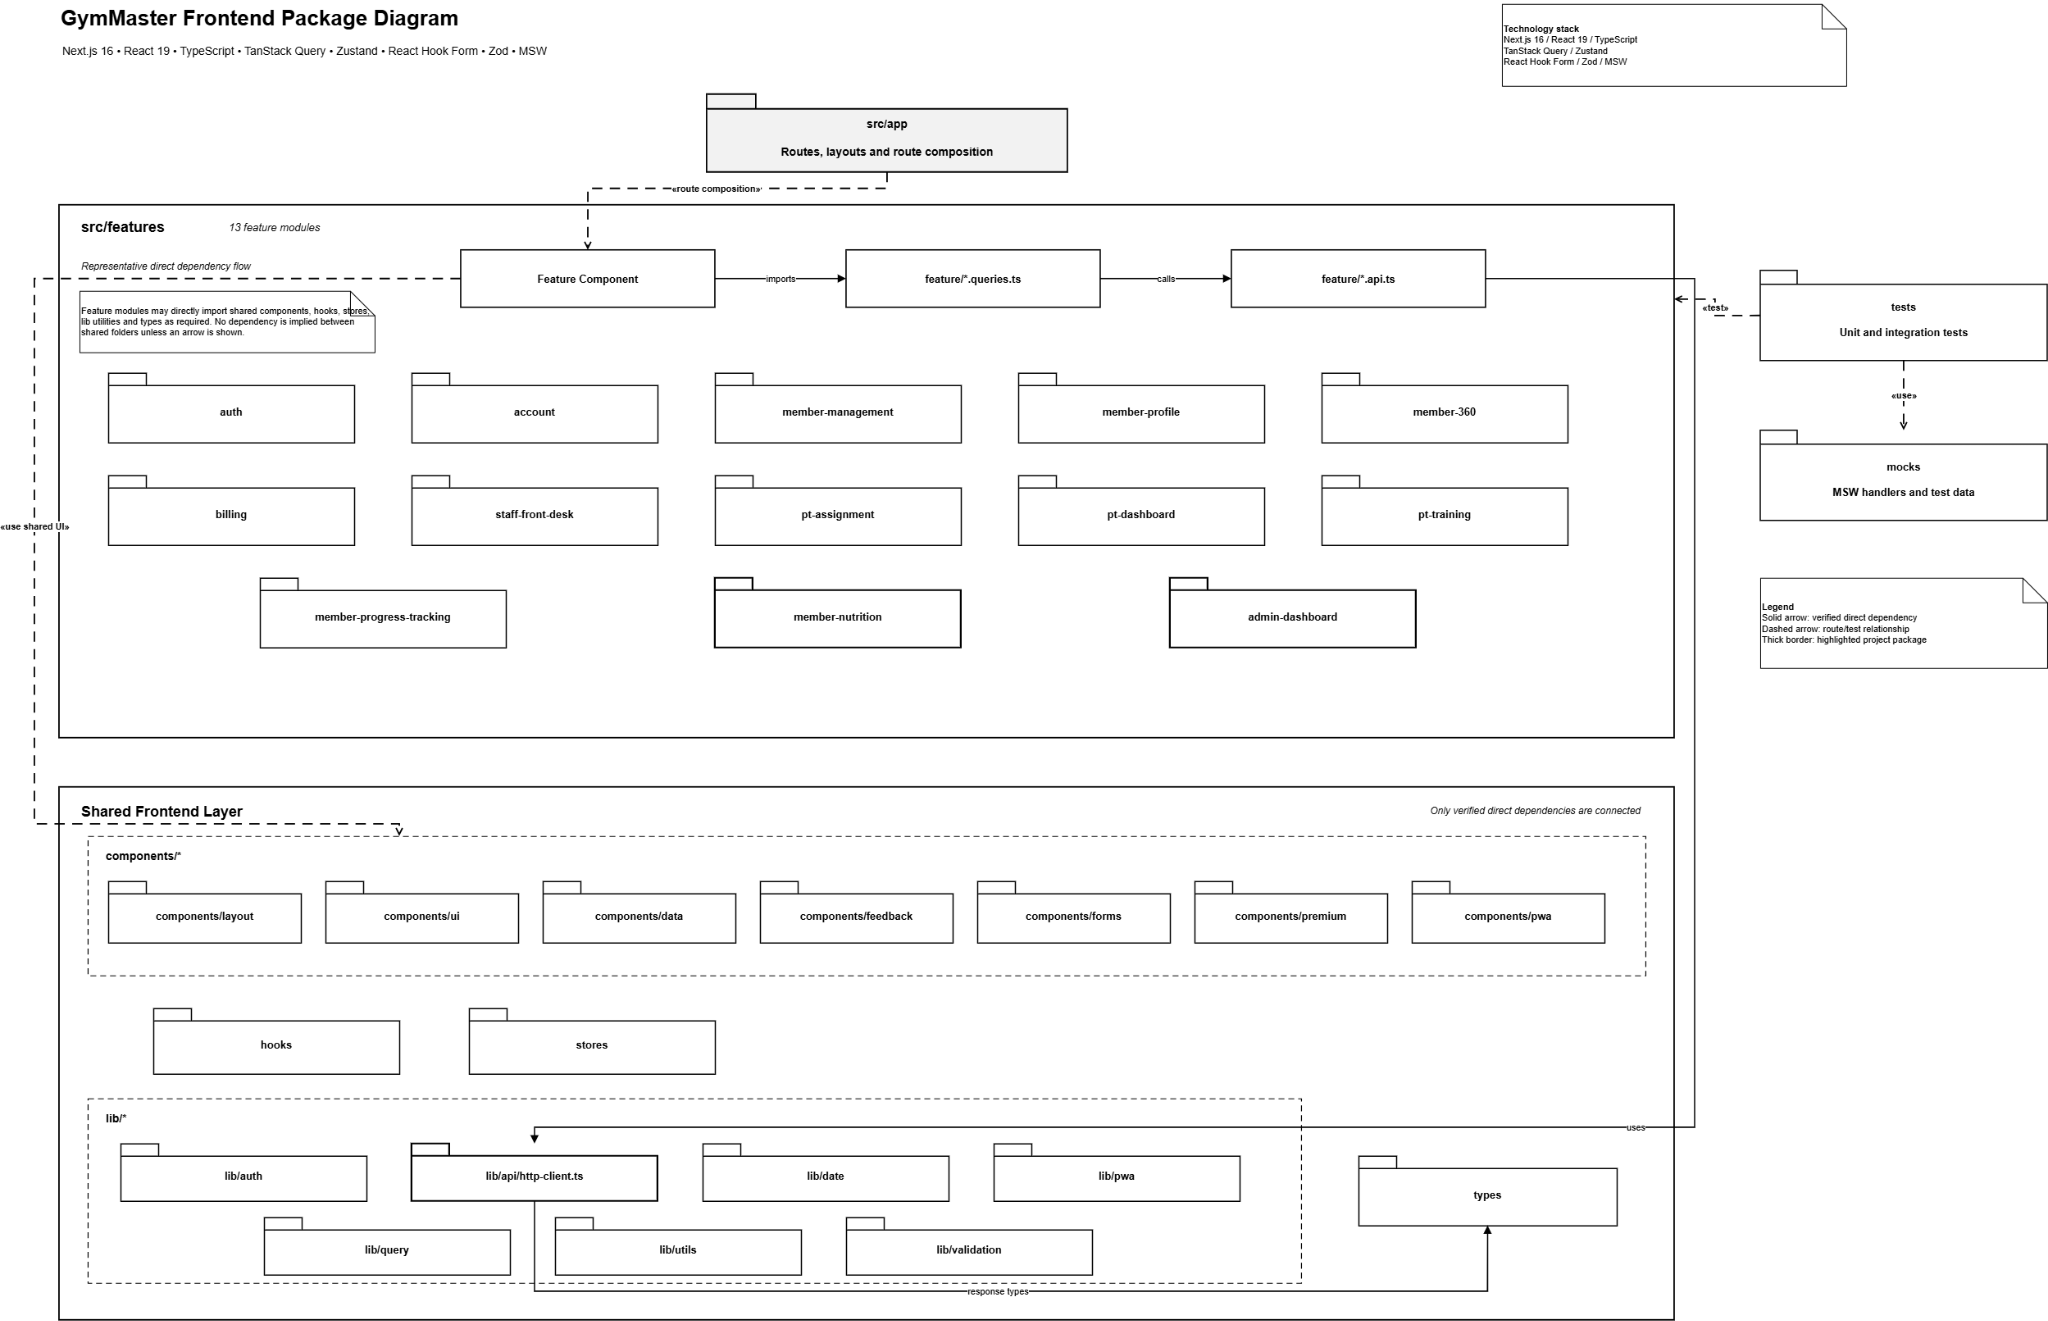 GymMaster Frontend Package Diagram
Next.js 16 • React 19 • TypeScript • TanStack Query • Zustand • React Hook Form • Zod • MSW
Technology stack
Next.js 16 / React 19 / TypeScript
TanStack Query / Zustand
React Hook Form / Zod / MSW
src/app
Routes, layouts and route composition
«route composition»
src/features
13 feature modules
Representative direct dependency flow
Feature Component
imports
feature/*.queries.ts
calls
feature/*.api.ts
Feature modules may directly import shared components, hooks, stores,
lib utilities and types as required. No dependency is implied between
shared folders unless an arrow is shown.
«test»
tests
Unit and integration tests
«use»
mocks
MSW handlers and test data
auth
account
member-management
member-profile
member-360
billing
staff-front-desk
pt-assignment
pt-dashboard
pt-training
«use shared UI»
member-progress-tracking
member-nutrition
admin-dashboard
Legend
Solid arrow: verified direct dependency
Dashed arrow: route/test relationship
Thick border: highlighted project package
Shared Frontend Layer
Only verified direct dependencies are connected
components/*
components/layout
components/ui
components/data
components/feedback
components/forms
components/premium
components/pwa
hooks
stores
lib/*
uses
lib/auth
lib/api/http-client.ts
lib/date
lib/pwa
types
lib/query
lib/utils
lib/validation
response types